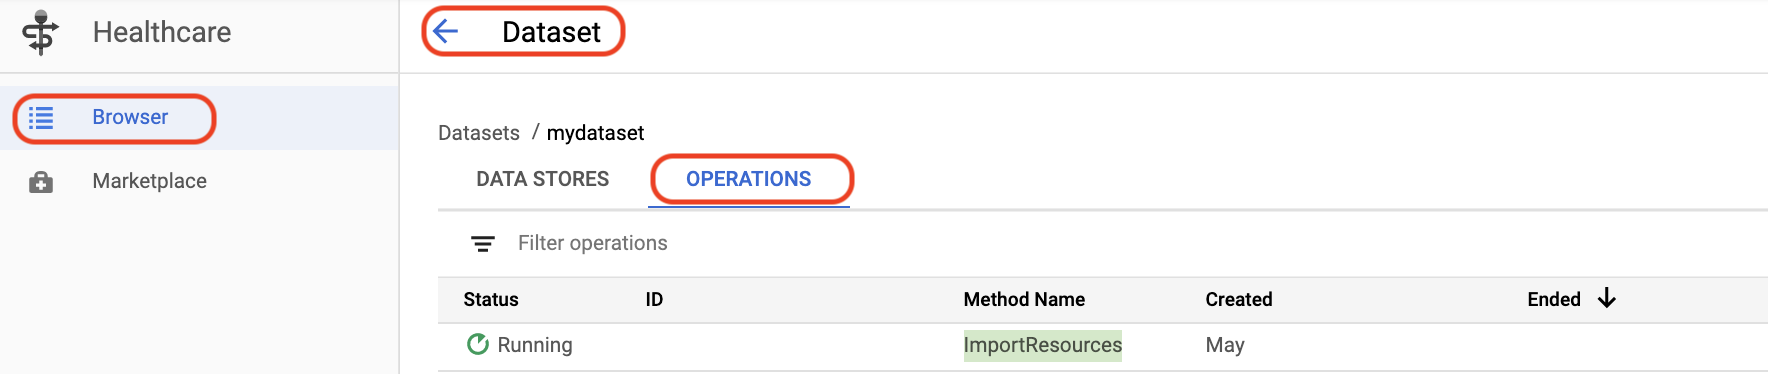 Healthcare
Dataset
Browser
Marketplace
Datasets / mydataset
DATA STORES OPERATIONS
Filter operations
Status ID Method Name Created Ended
Running ImportResources May